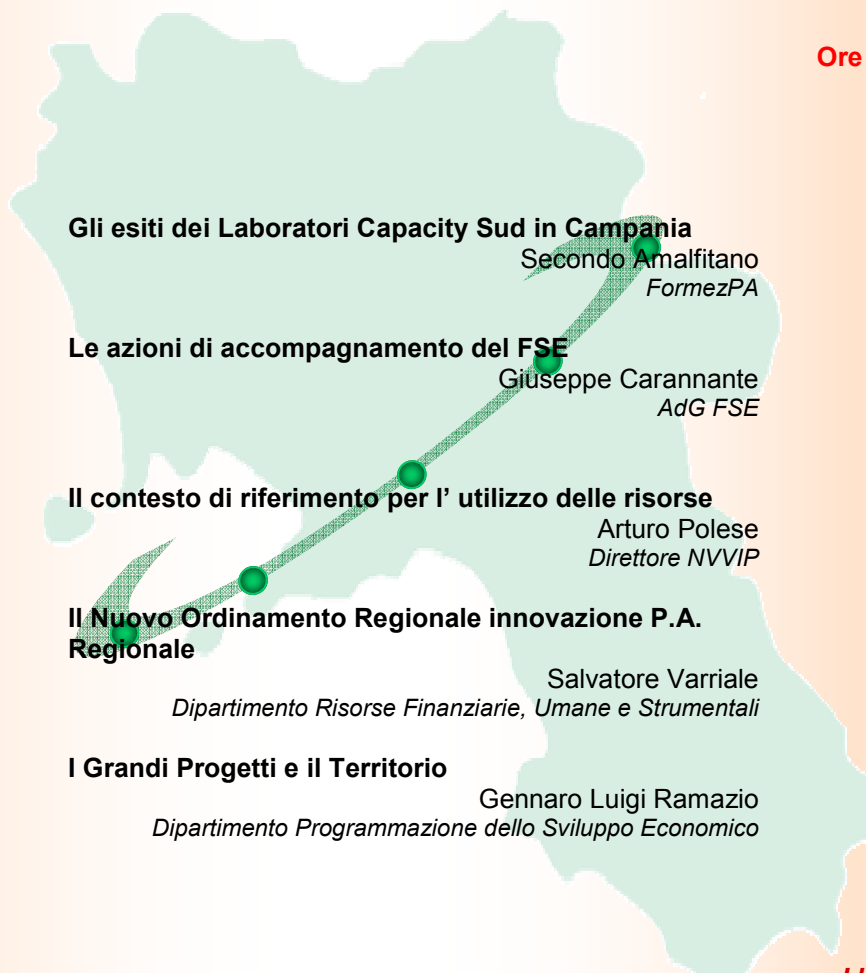 Ore
Gli esiti dei Laboratori Capacity Sud in Campania
Secondo Amalfitano
FormezPA
Le azioni di accompagnamento del FSE
Giuseppe Carannante
AdG FSE
Il contesto di riferimento per l' utilizzo delle risorse
Arturo Polese
Direttore NVVIP
Il Nuovo Ordinamento Regionale innovazione P.A.
Regionale
Salvatore Varriale
Dipartimento Risorse Finanziarie, Umane e Strumentali
I Grandi Progetti e il Territorio
Gennaro Luigi Ramazio
Dipartimento Programmazione dello Sviluppo Economico